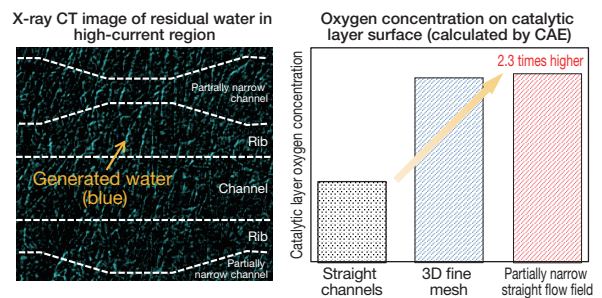 X-ray CT image of residual water in
high-current region
Partially narrow
channel
Rib
Generated water
(blue)
Channel
Rib
Partially
narrow channel
Oxygen concentration on catalytic
layer surface (calculated by CAE)
2.3 times higher
Catalytic layer oxygen concentration
Straight
channels
3D fine
mesh
Partially narrow
straight flow field